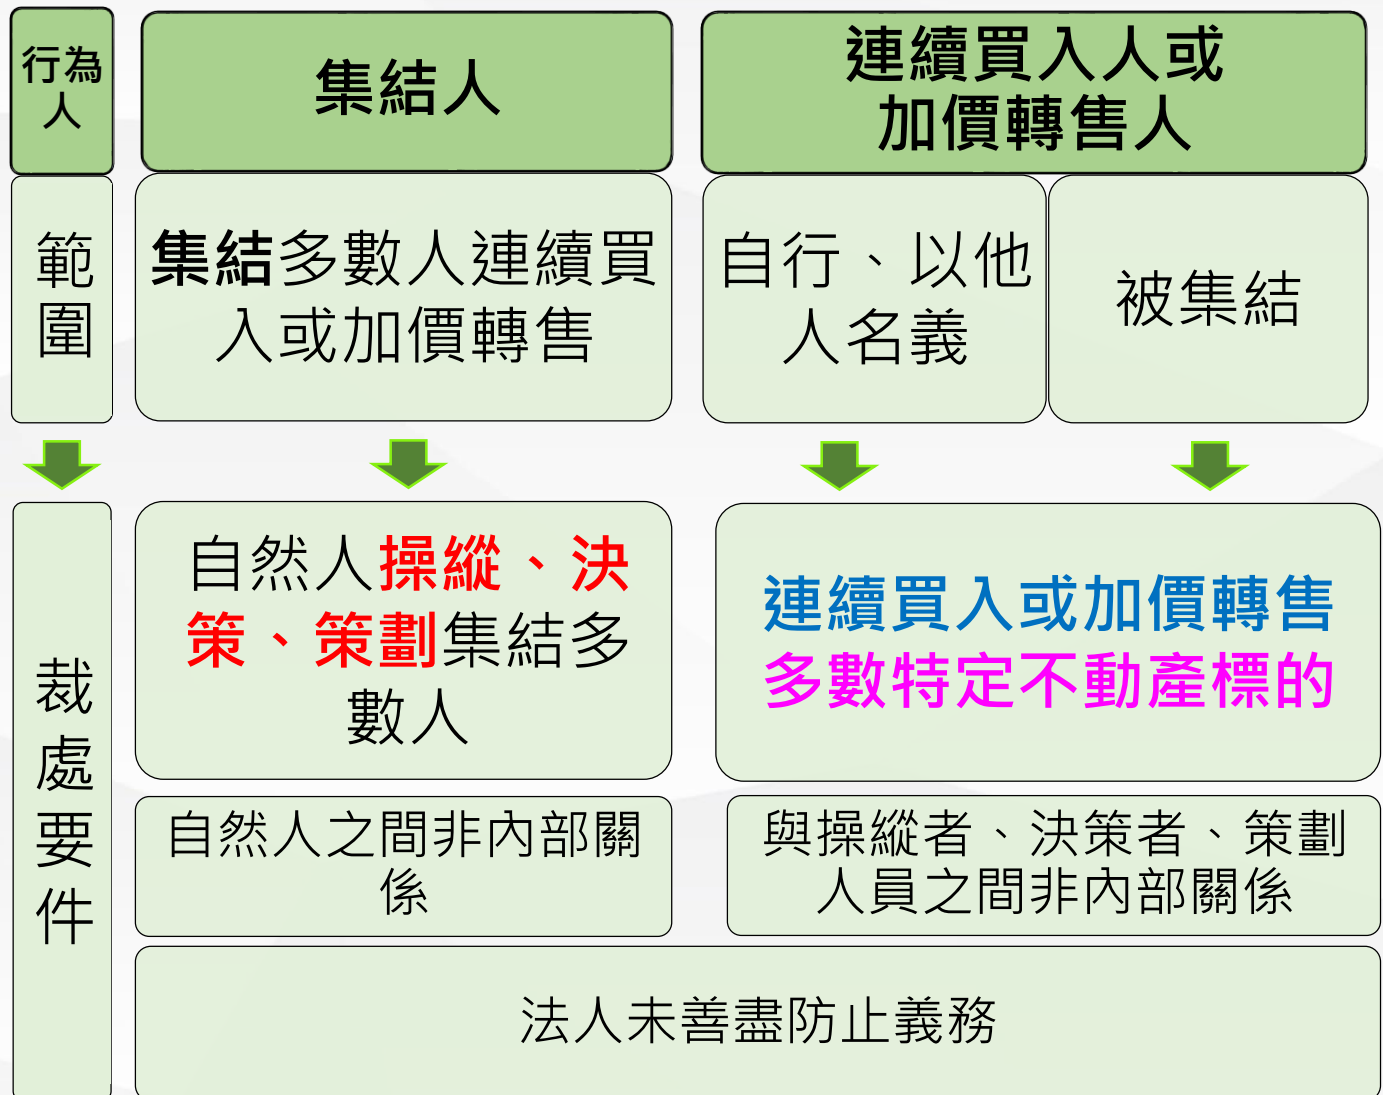 行為
人
集結人
連續買入人或
加價轉售人
範
圍
集結多數人連續買
入或加價轉售
自行、以他
人名義
被集結
裁
處
要
件
自然人操縱、決
策、策劃集結多
數人
連續買入或加價轉售
多數特定不動產標的
自然人之間非內部關
係
與操縱者、決策者、策劃
人員之間非內部關係
法人未善盡防止義務